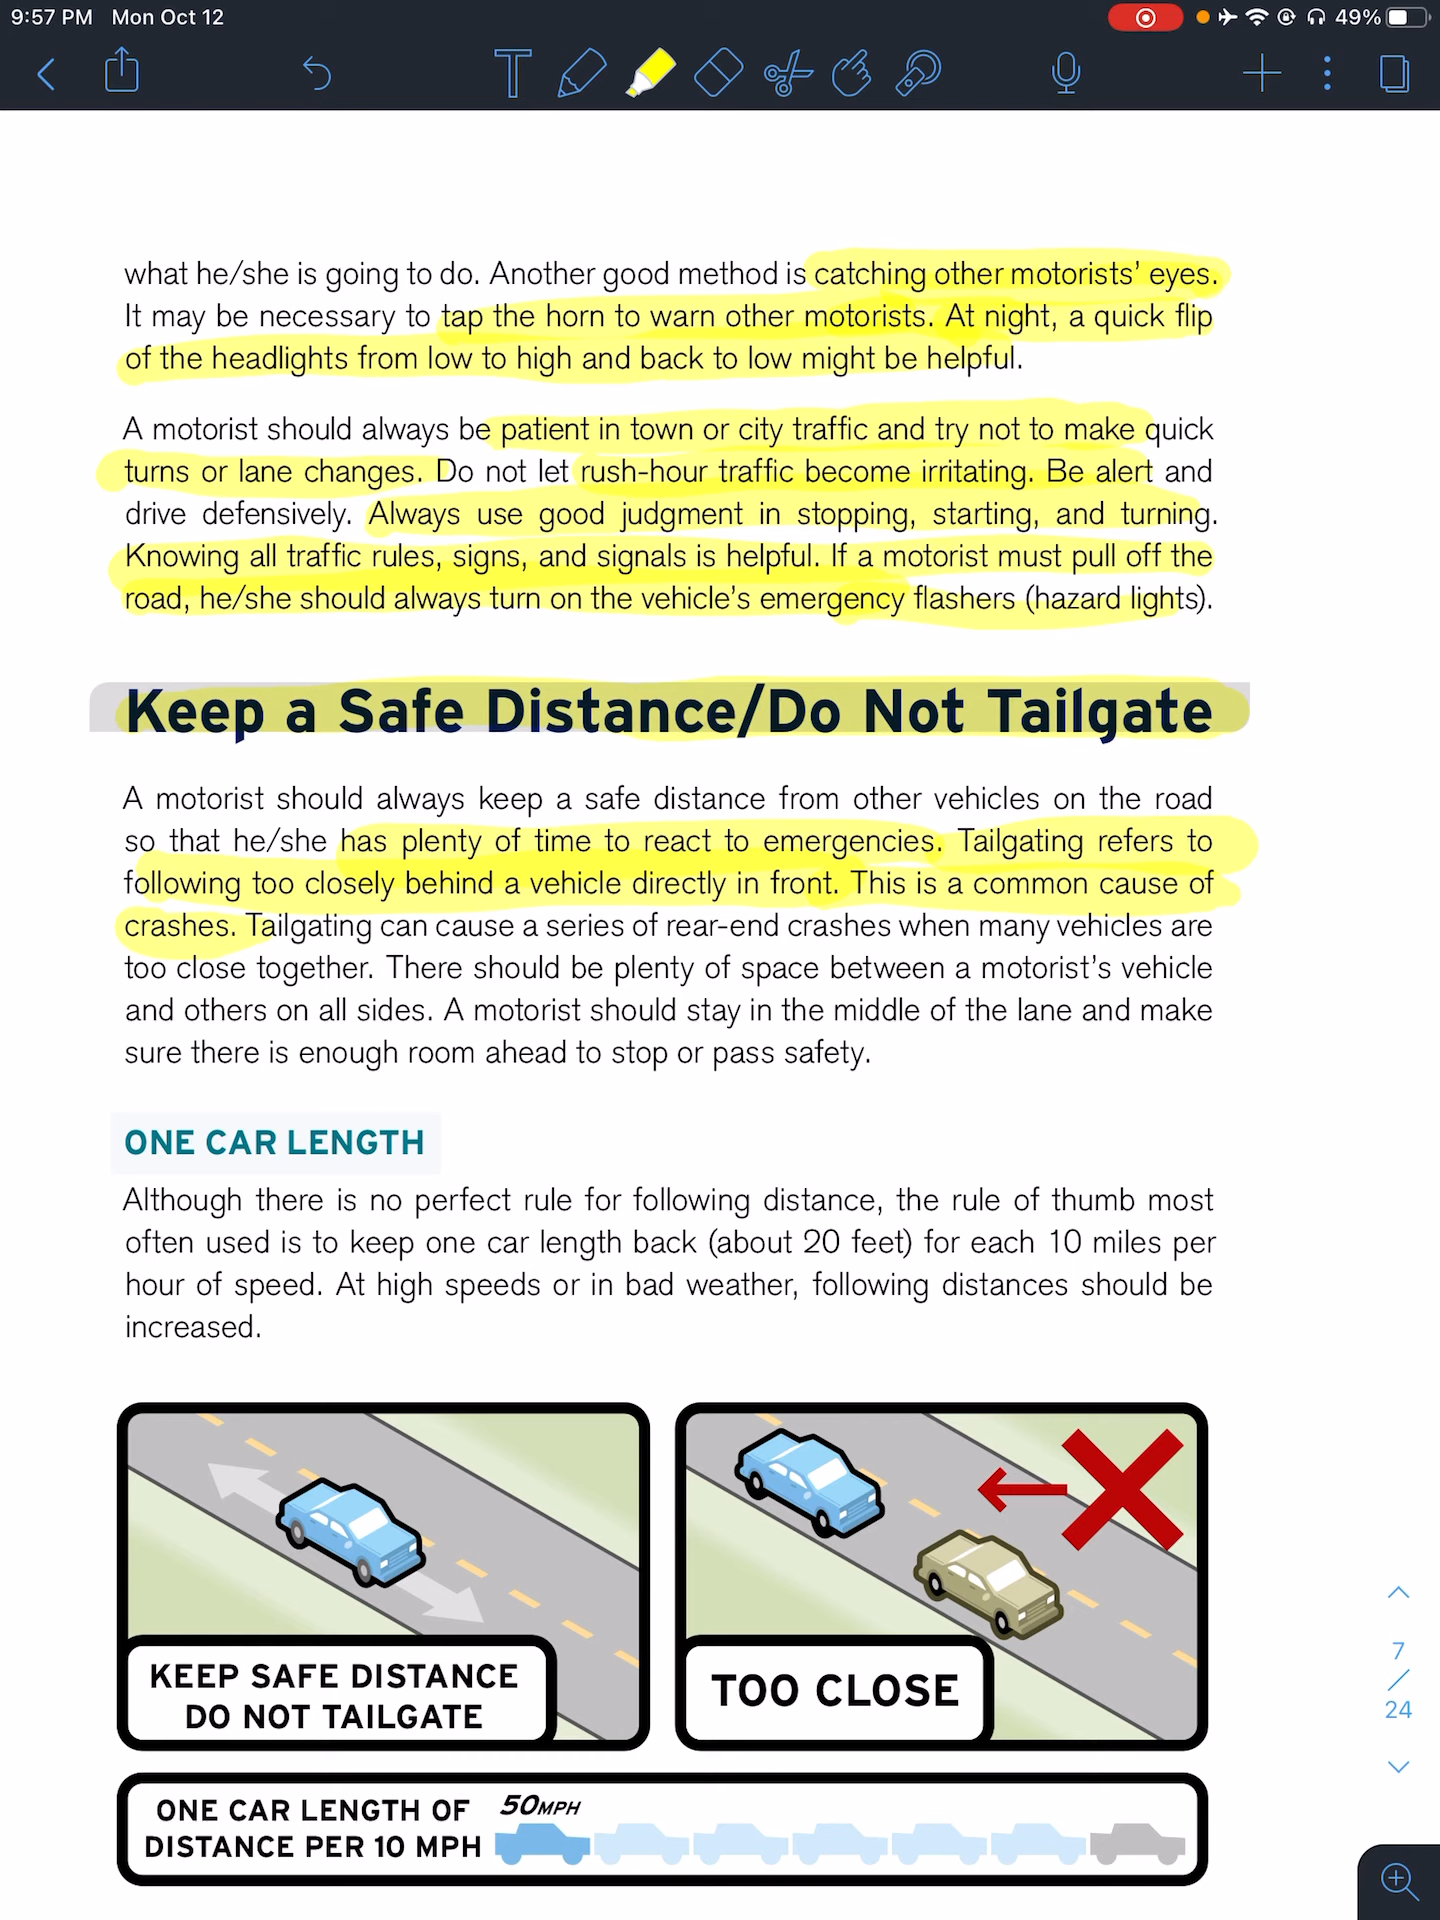 9:57 PM Mon Oct 12
49%
what he/she is going to do. Another good method is catching other motorists' eyes.
It may be necessary to tap the horn to warn other motorists. At night, a quick flip
of the headlights from low to high and back to low might be helpful.
A motorist should always be patient in town or city traffic and try not to make quick
turns or lane changes. Do not let rush-hour traffic become irritating. Be alert and
drive defensively. Always use good judgment in stopping, starting, and turning.
Knowing all traffic rules, signs, and signals is helpful. If a motorist must pull off the
road, he/she should always turn on the vehicle's emergency flashers (hazard lights).
Keep a Safe Distance/Do Not Tailgate
A motorist should always keep a safe distance from other vehicles on the road
so that he/she has plenty of time to react to emergencies. Tailgating refers to
following too closely behind a vehicle directly in front. This is a common cause of
crashes. Tailgating can cause a series of rear-end crashes when many vehicles are
too close together. There should be plenty of space between a motorist's vehicle
and others on all sides. A motorist should stay in the middle of the lane and make
sure there is enough room ahead to stop or pass safety.
ONE CAR LENGTH
Although there is no perfect rule for following distance, the rule of thumb most
often used is to keep one car length back (about 20 feet) for each 10 miles per
hour of speed. At high speeds or in bad weather, following distances should be
increased.
KEEP SAFE DISTANCE
DO NOT TAILGATE
TOO CLOSE
7
/
24
ONE CAR LENGTH OF
DISTANCE PER 10 MPH
50MPH